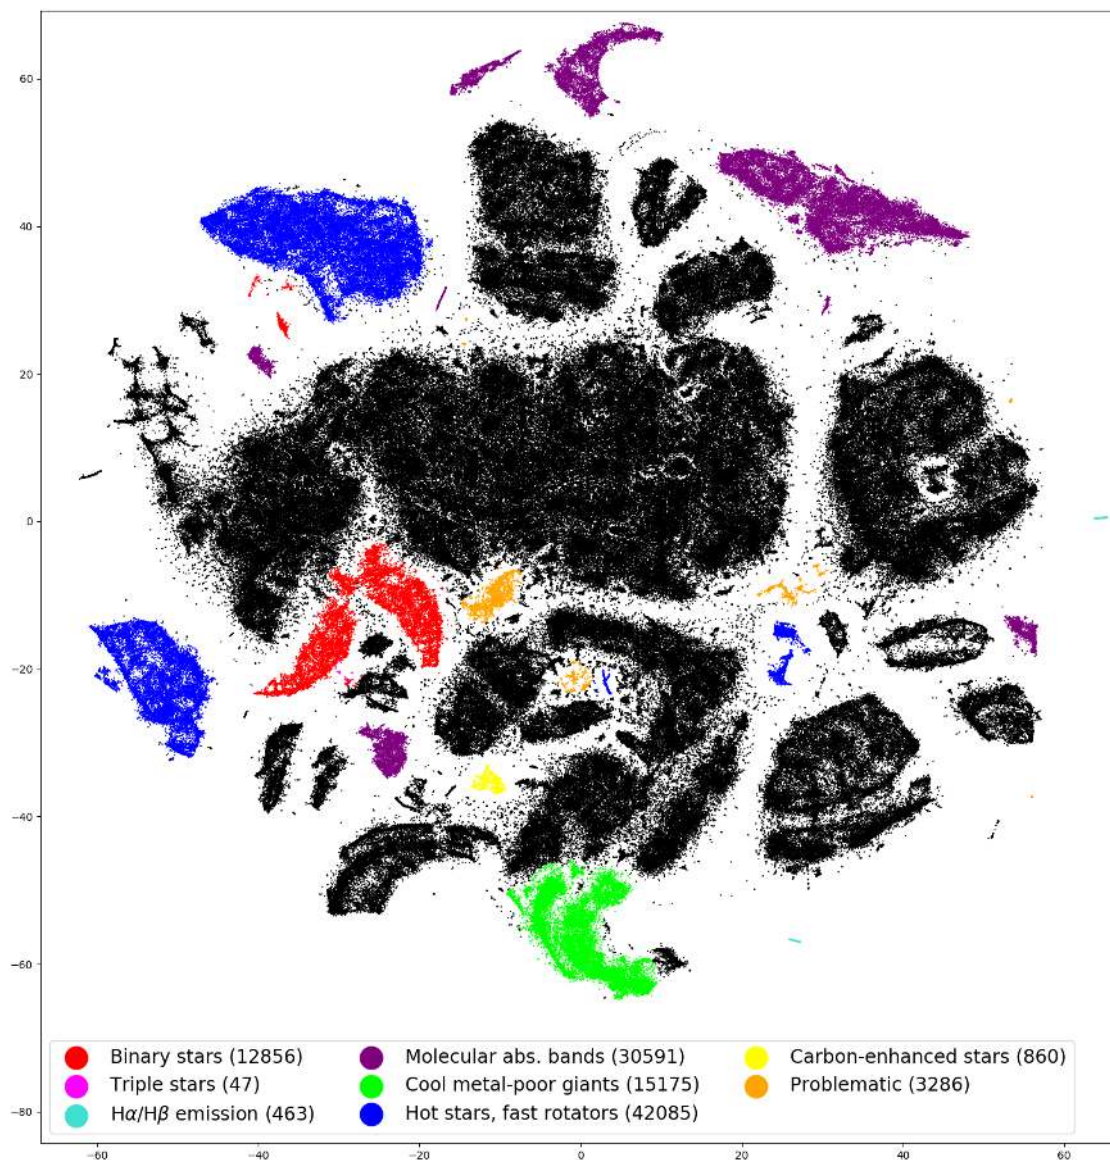 60
40
20
0
−20
−40
−60
−80
Binary stars (12856) Molecular abs. bands (30591) Carbon-enhanced stars (860)
Triple stars (47) Cool metal-poor giants (15175) Problematic (3286)
Hα/Hβ emission (463) Hot stars, fast rotators (42085)
−60 −40 −20 0 20 40 60